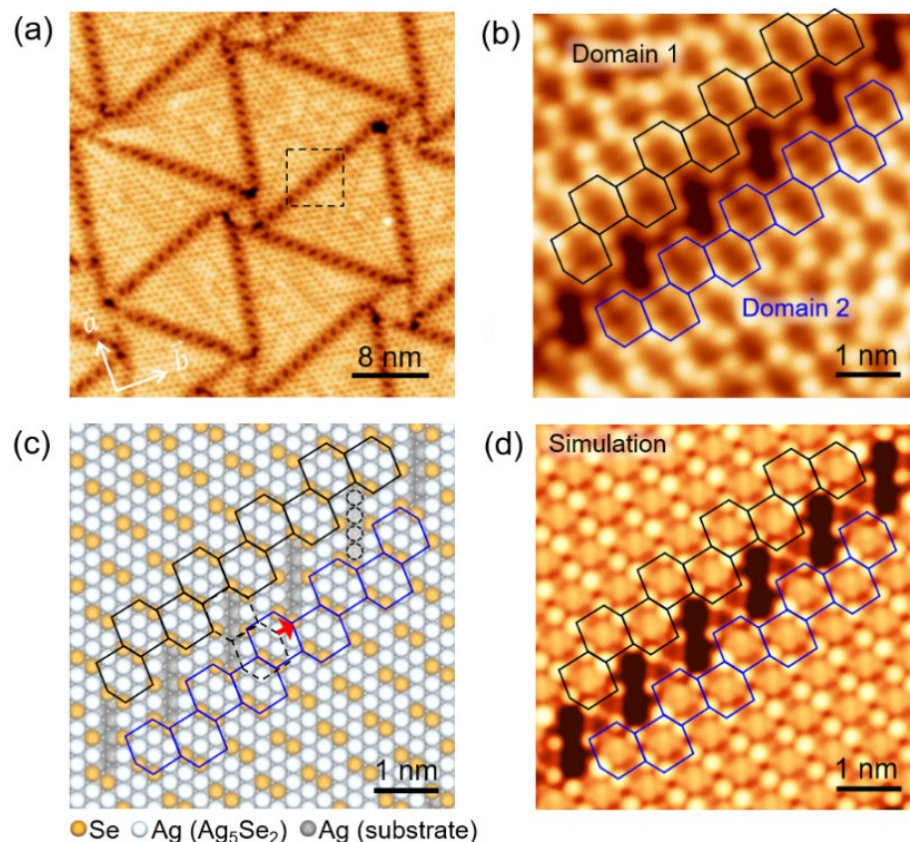 (a)
a
b
8 nm
(b)
Domain 1
Domain 2
1 nm
(c)
1 nm
Se Ag (Ag₅Se₂) Ag (substrate)
(d)
Simulation
1 nm